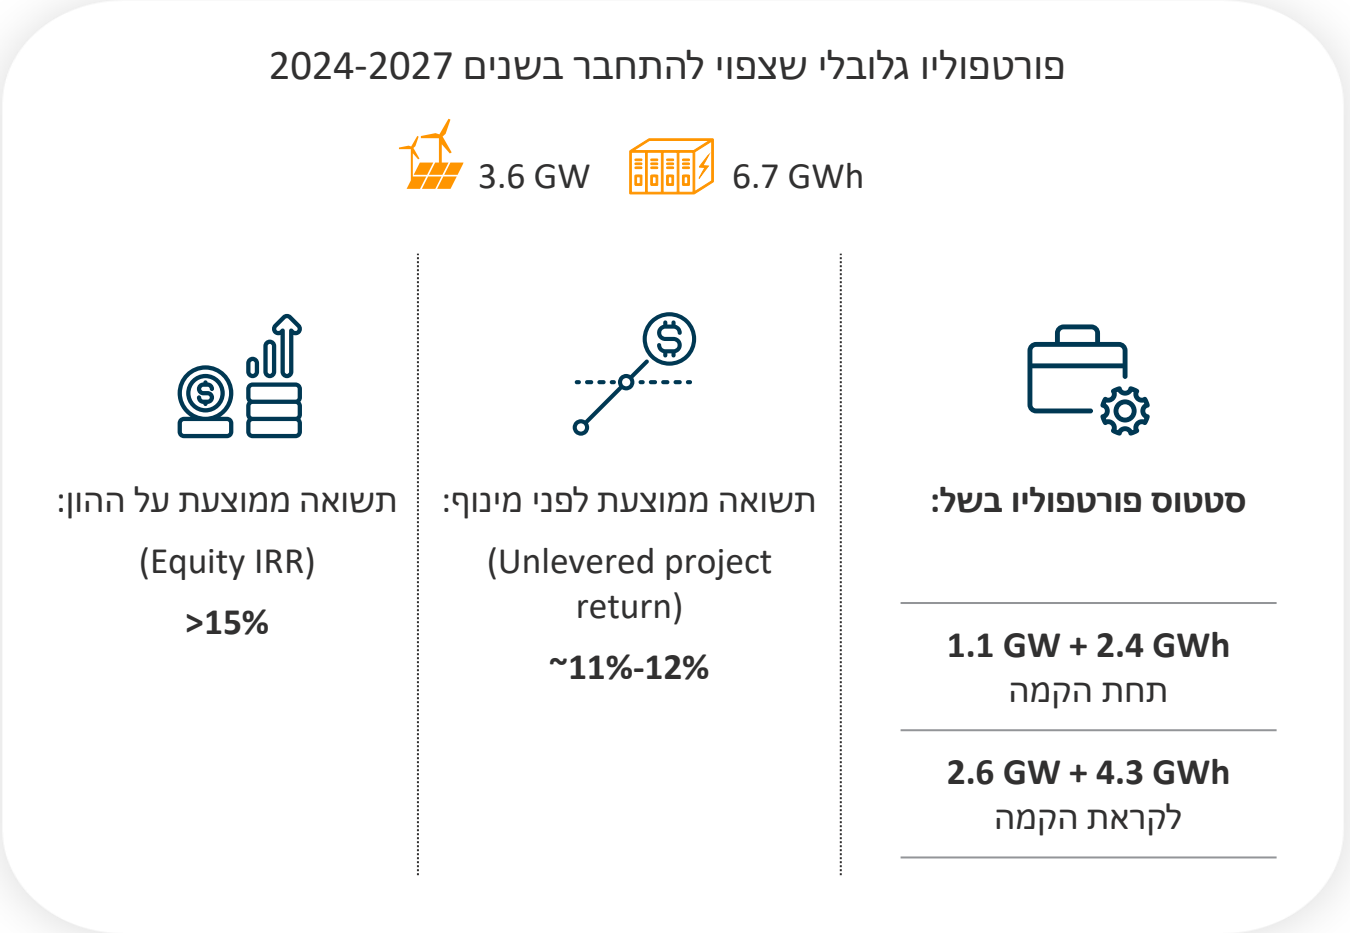 פורטפוליו גלובלי שצפוי להתחבר בשנים 2024-2027
3.6 GW
6.7 GWh
סטטוס פורטפוליו בשל:
1.1 GW + 2.4 GWh
תחת הקמה
2.6 GW + 4.3 GWh
לקראת הקמה
תשואה ממוצעת לפני מינוף:
(Unlevered project
return)
~11%-12%
תשואה ממוצעת על ההון:
(Equity IRR)
>15%